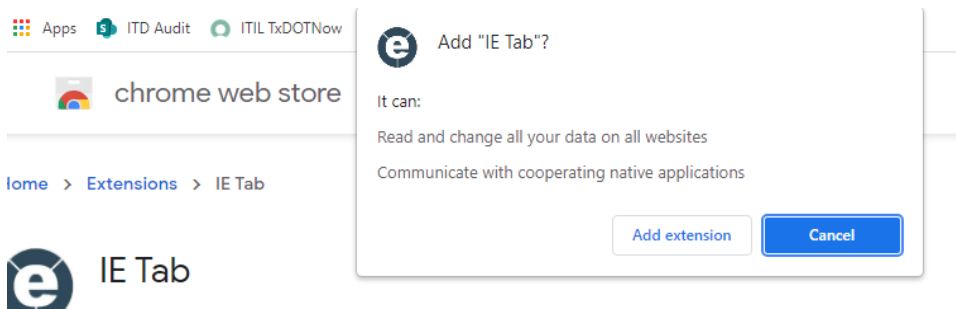 Apps ITD Audit ITIL TxDOTNow
chrome web store
Home > Extensions > IE Tab
IE Tab
Add "IE Tab"?
It can:
Read and change all your data on all websites
Communicate with cooperating native applications
Add extension Cancel